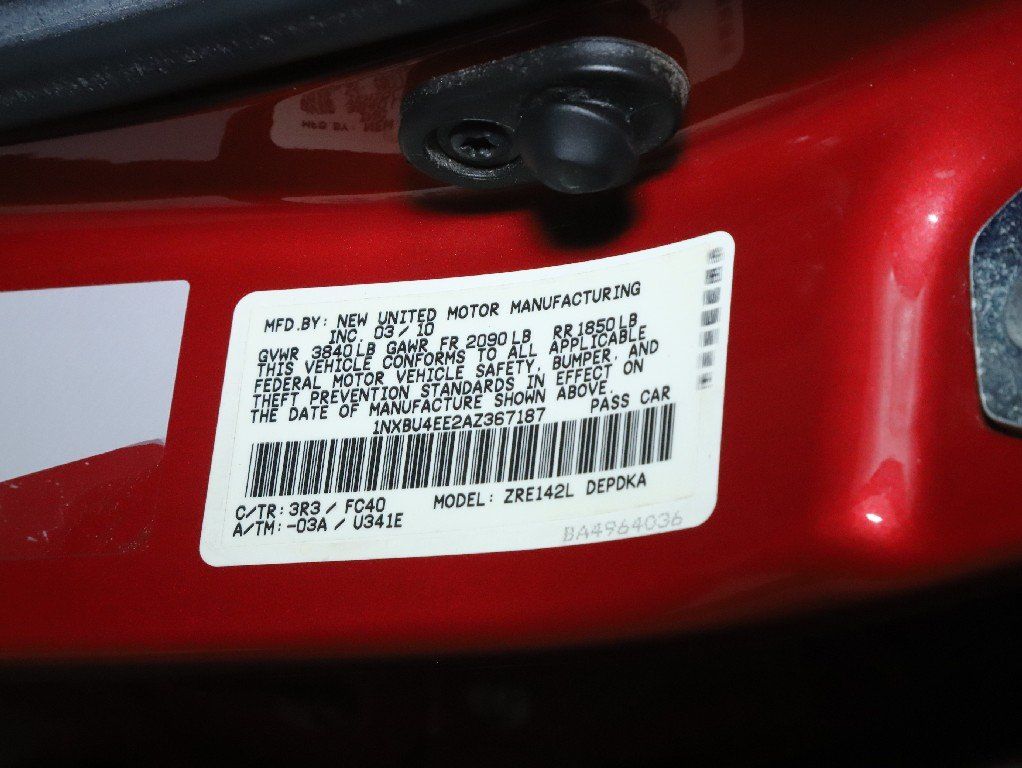 MFD.BY: NEW UNITED MOTOR MANUFACTURING
INC. 03/10
GVWR 3840LB GAWR FR 2090LB RR1850LB
THIS VEHICLE CONFORMS TO ALL APPLICABLE
FEDERAL MOTOR VEHICLE SAFETY, BUMPER, AND
THEFT PREVENTION STANDARDS IN EFFECT ON
THE DATE OF MANUFACTURE SHOWN ABOVE.
1NXBU4EE2AZ367187 PASS CAR
C/TR: 3R3 / FC40 MODEL: ZRE142L DEPDKA
A/TM: -03A / U341E
BA4964036